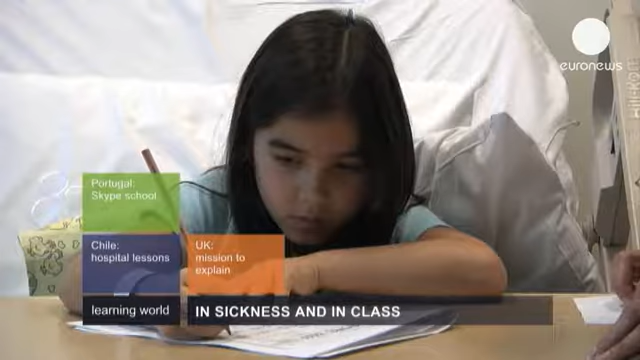 euronews
Portugal:
Skype school
Chile:
hospital lessons
UK:
mission to
explain
learning world
IN SICKNESS AND IN CLASS